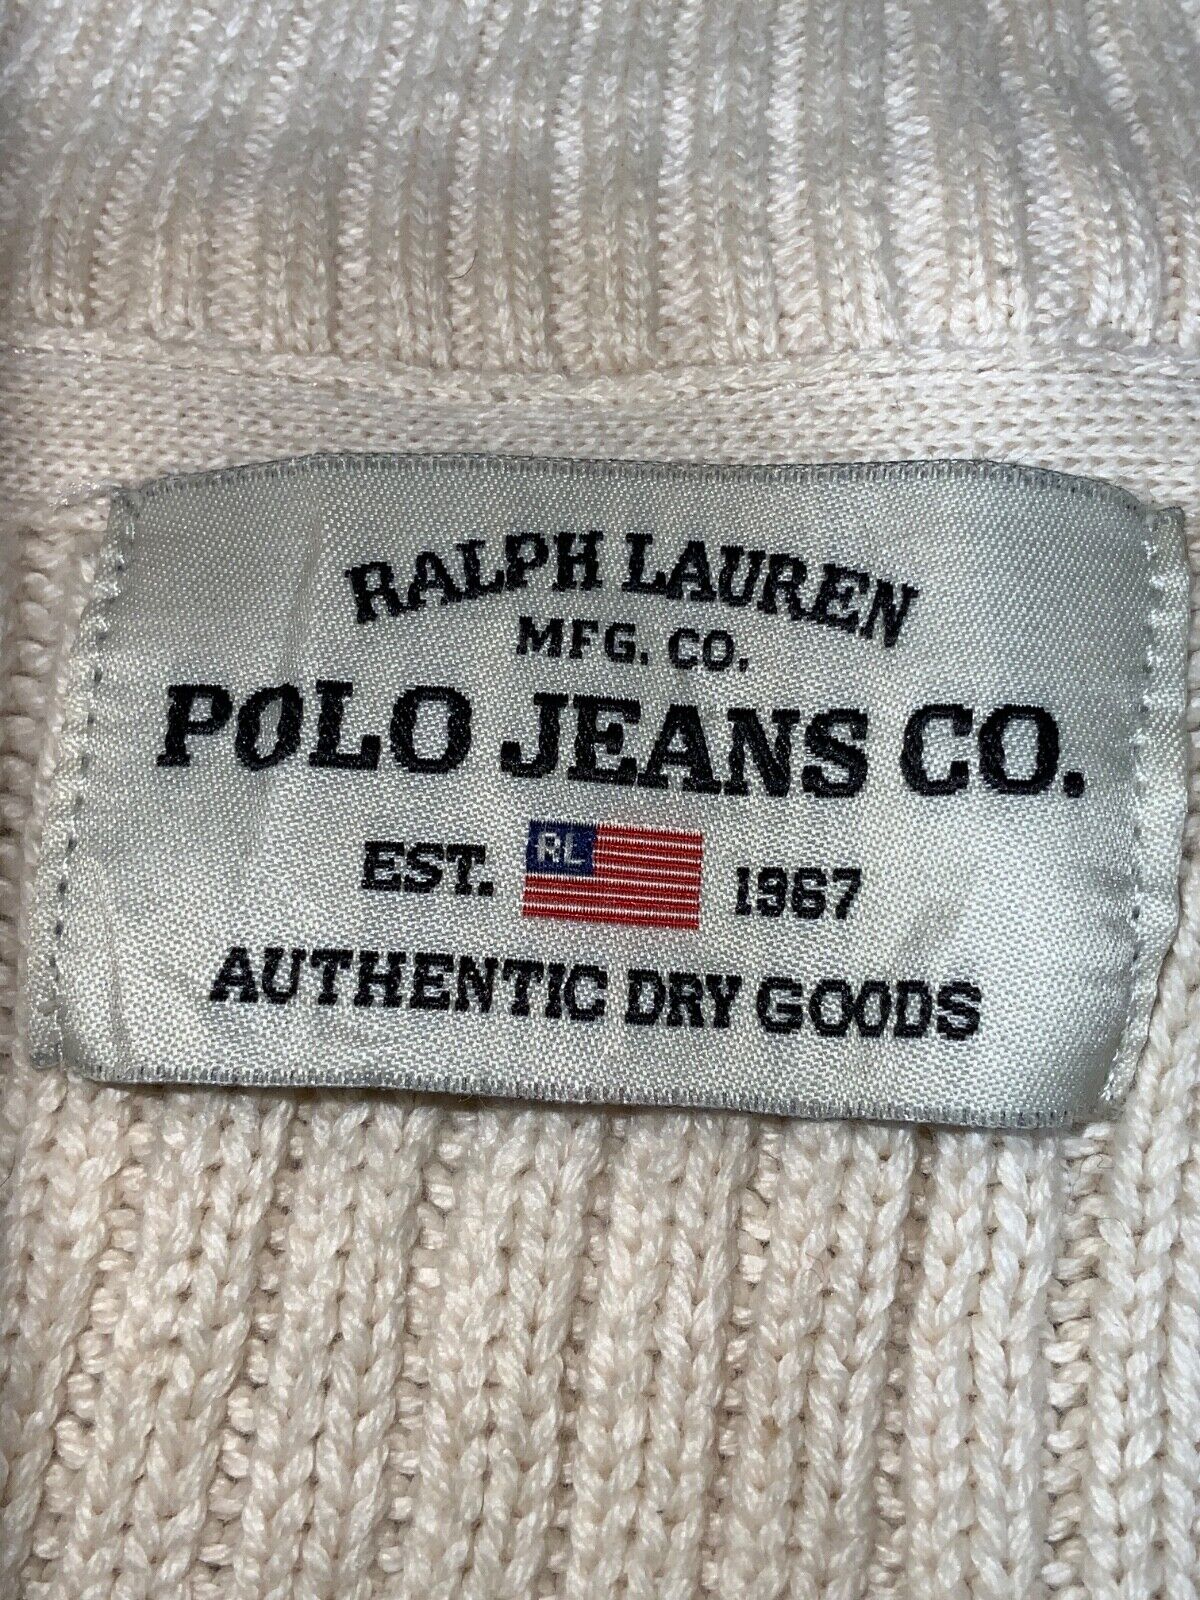 RALPH LAUREN
MFG. CO.
POLO JEANS CO.
EST. RL 1967
AUTHENTIC DRY GOODS